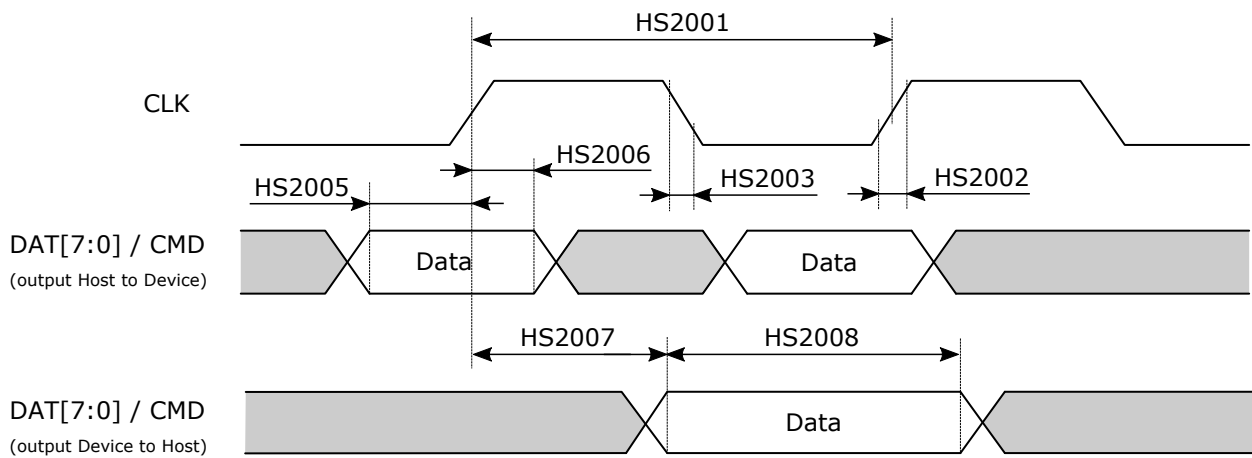 HS2001
CLK
HS2006
HS2003
HS2002
HS2005
DAT[7:0] / CMD
(output Host to Device)
Data
Data
HS2007
HS2008
DAT[7:0] / CMD
(output Device to Host)
Data